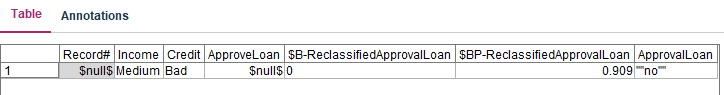 Table Annotations
Record# Income Credit ApproveLoan $B-ReclassifiedApprovalLoan $BP-ReclassifiedApprovalLoan ApprovalLoan
1 $null$ Medium Bad $null$ 0 0.909 ""no""